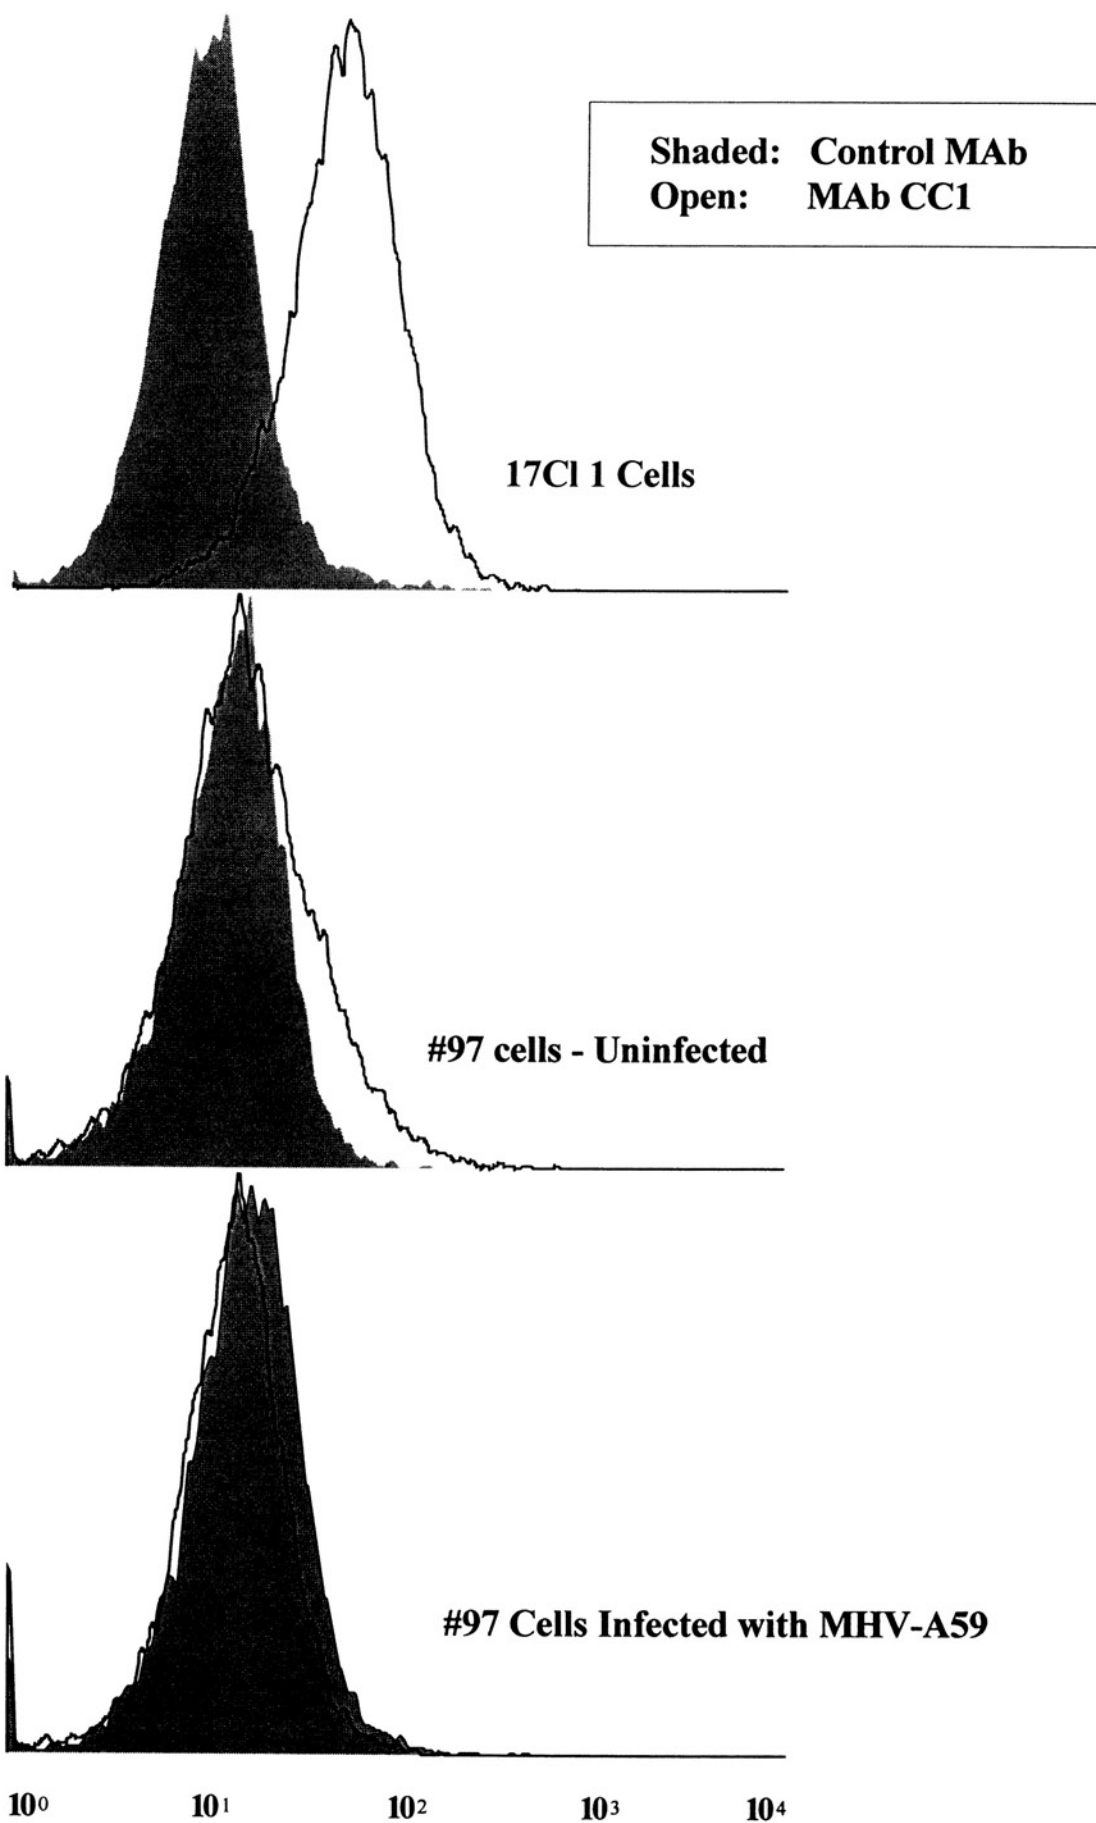 Shaded: Control MAb
Open: MAb CC1
17Cl 1 Cells
#97 cells - Uninfected
#97 Cells Infected with MHV-A59
10⁰ 10¹ 10² 10³ 10⁴